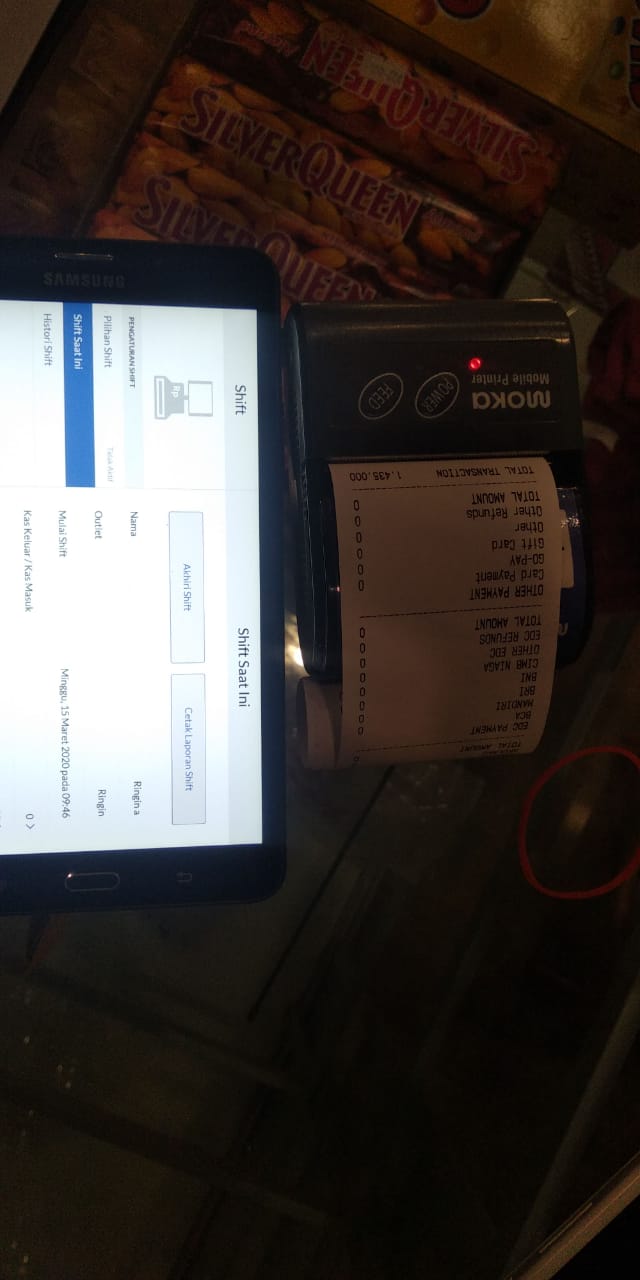 SILVERQUEEN
Almond
SILVERQUEEN
SILVERQUEEN
SAMSUNG
Shift
Rp
PENGATURAN SHIFT
Pilihan Shift
Tidak Aktif
Shift Saat Ini
Histori Shift
Shift Saat Ini
Akhiri Shift
Cetak Laporan Shift
Nama
Ringin a
Outlet
Ringin
Mulai Shift
Minggu, 15 Maret 2020 pada 09:46
Kas Keluar / Kas Masuk
0 >
MOKA
Mobile Printer
POWER
FEED
TOTAL AMOUNT 0
EDC PAYMENT
BCA 0
MANDIRI 0
BRI 0
BNI 0
CIMB NIAGA 0
OTHER EDC 0
EDC REFUNDS 0
TOTAL AMOUNT 0
OTHER PAYMENT
Card Payment 0
GO-PAY 0
Gift Card 0
Other 0
Other Refunds 0
TOTAL AMOUNT 0
TOTAL TRANSACTION 1.435.000